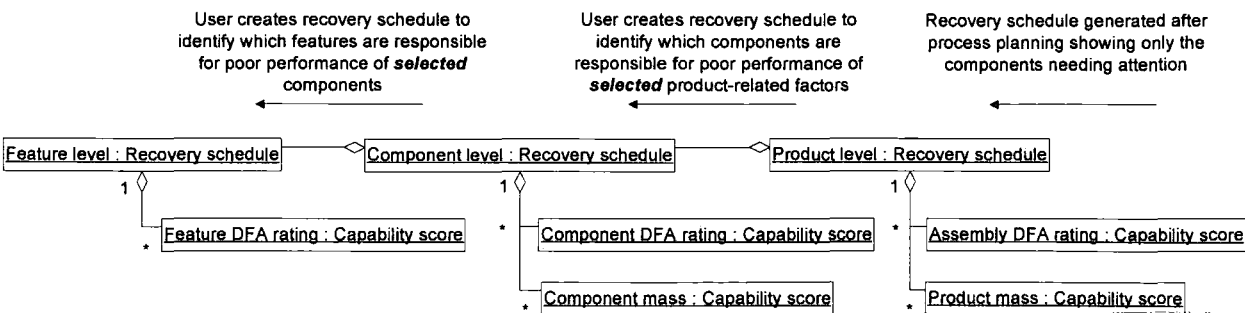 User creates recovery schedule to
identify which features are responsible
for poor performance of selected
components
User creates recovery schedule to
identify which components are
responsible for poor performance of
selected product-related factors
Recovery schedule generated after
process planning showing only the
components needing attention
Feature level : Recovery schedule
Component level : Recovery schedule
Product level : Recovery schedule
1
1
1
* Feature DFA rating : Capability score
* Component DFA rating : Capability score
* Assembly DFA rating : Capability score
* Component mass : Capability score
* Product mass : Capability score